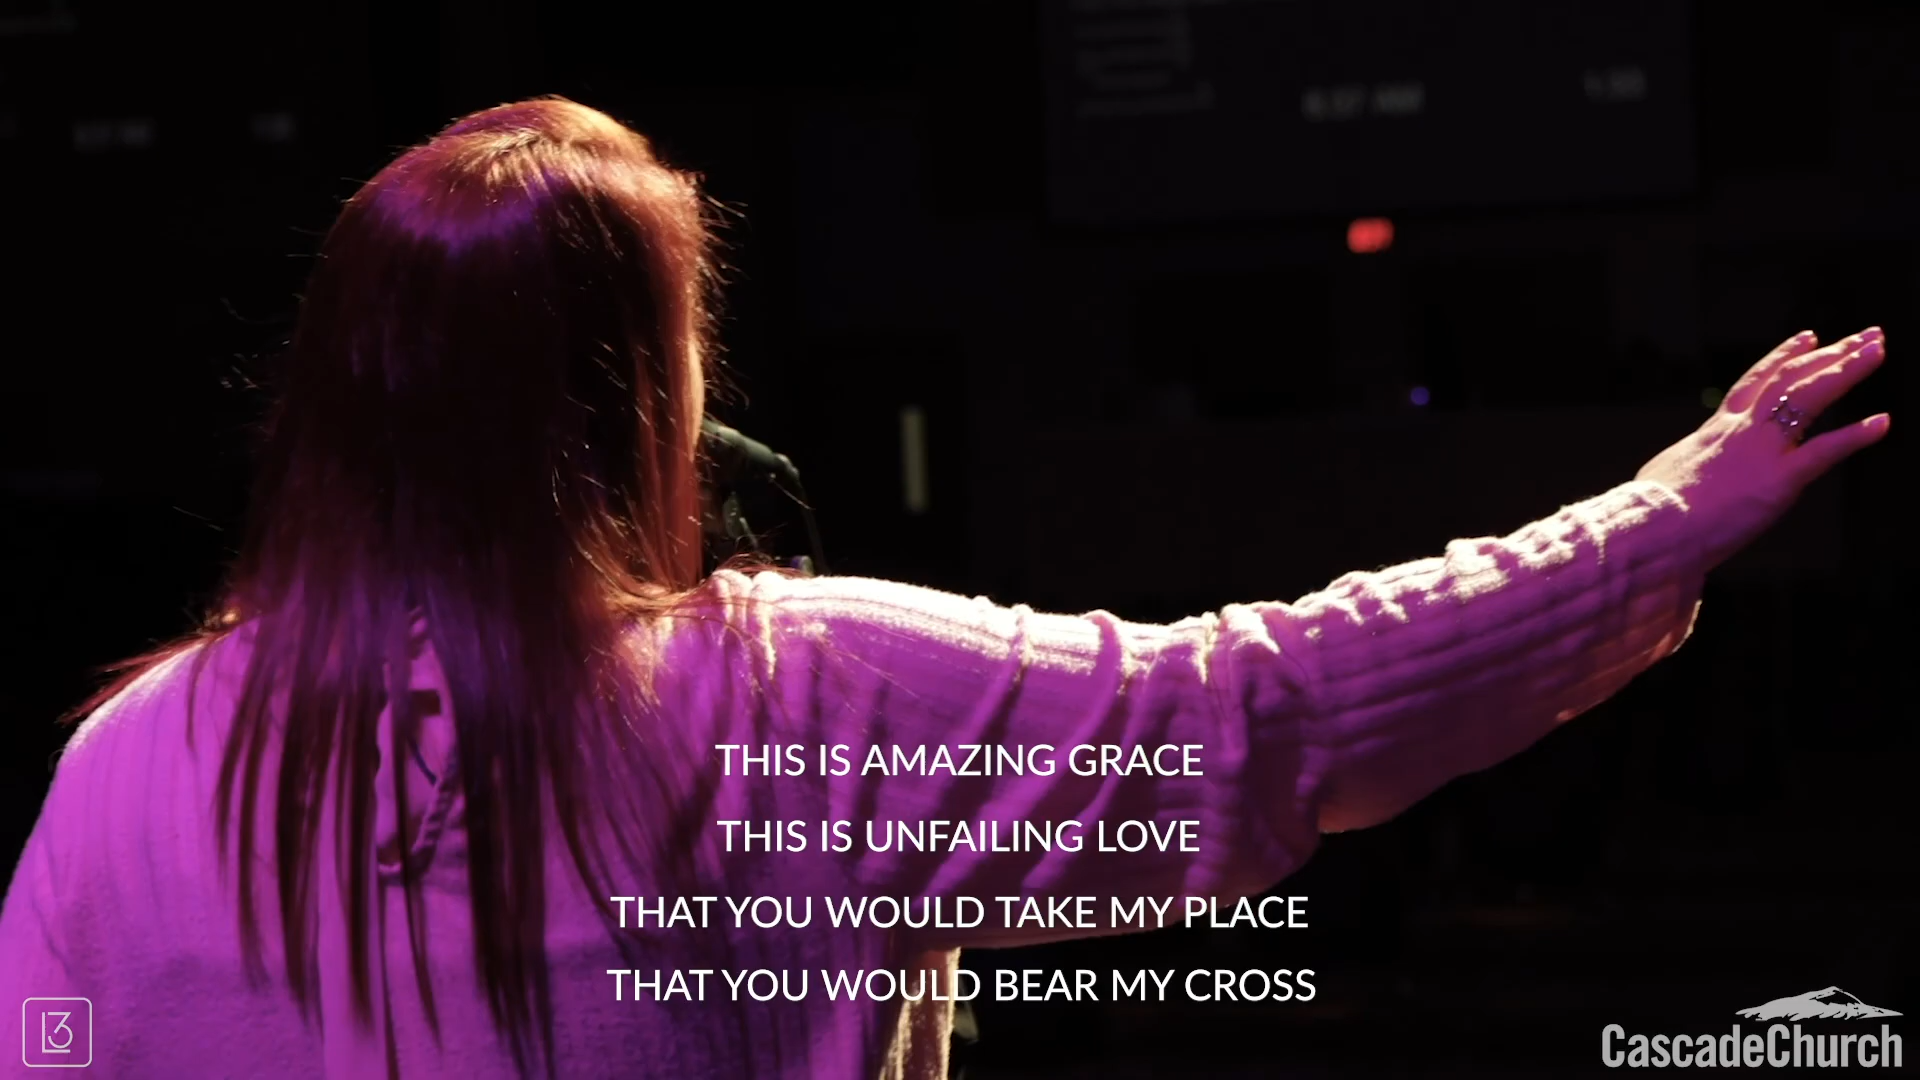 THIS IS AMAZING GRACE
THIS IS UNFAILING LOVE
THAT YOU WOULD TAKE MY PLACE
THAT YOU WOULD BEAR MY CROSS
L3
CascadeChurch